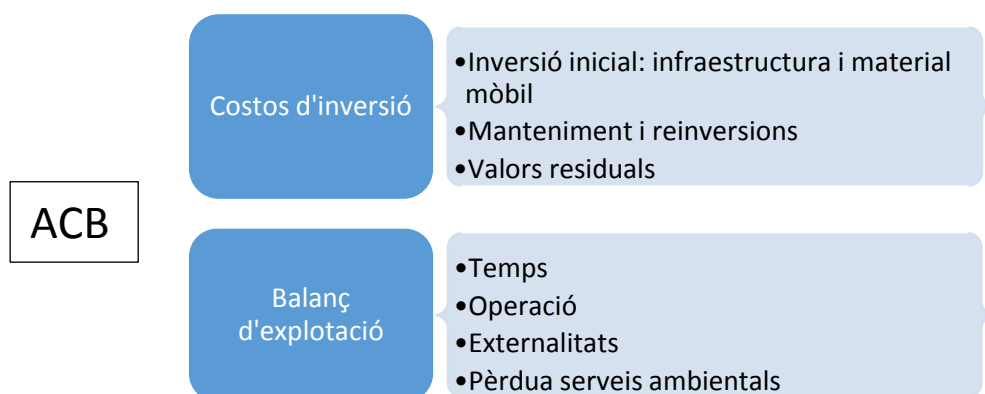 ACB
Costos d'inversió
•Inversió inicial: infraestructura i material
mòbil
•Manteniment i reinversions
•Valors residuals
Balanç
d'explotació
•Temps
•Operació
•Externalitats
•Pèrdua serveis ambientals